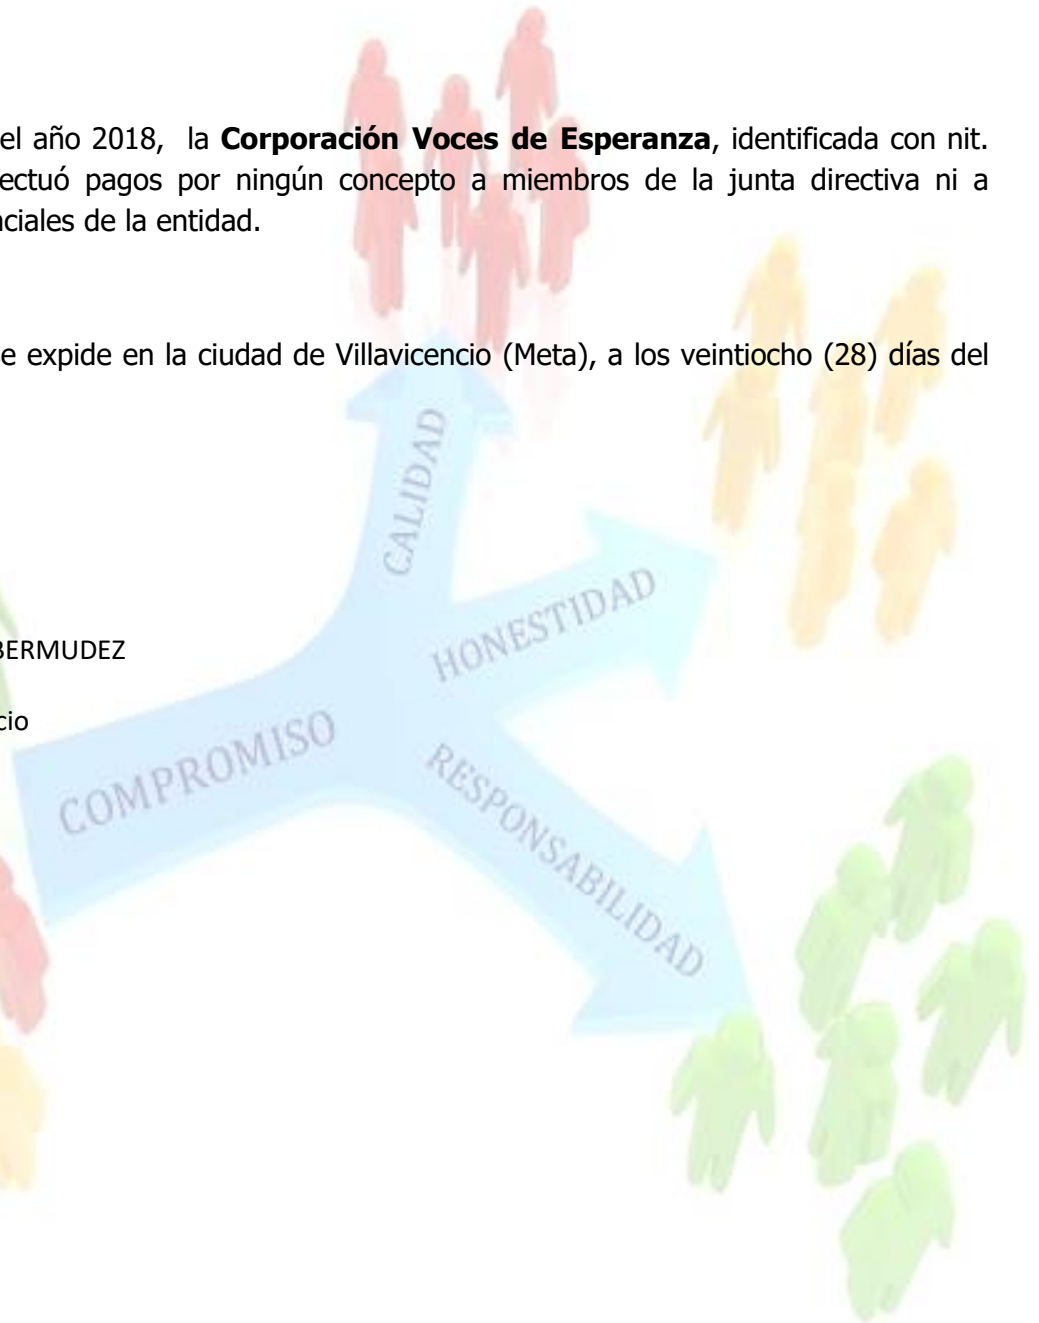 el año 2018, la Corporación Voces de Esperanza, identificada con nit.
ectuó pagos por ningún concepto a miembros de la junta directiva ni a
nciales de la entidad.
se expide en la ciudad de Villavicencio (Meta), a los veintiocho (28) días del
CALIDAD
HONESTIDAD
BERMUDEZ
cio
COMPROMISO
RESPONSABILIDAD